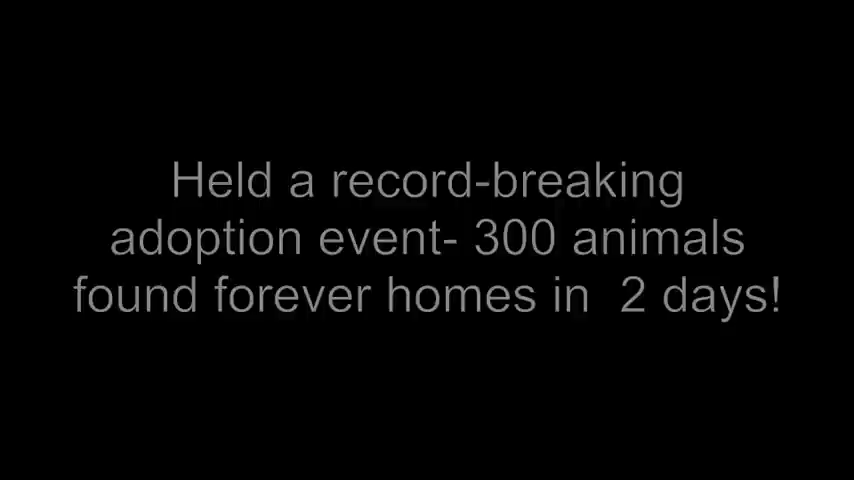 Held a record-breaking
adoption event- 300 animals
found forever homes in  2 days!